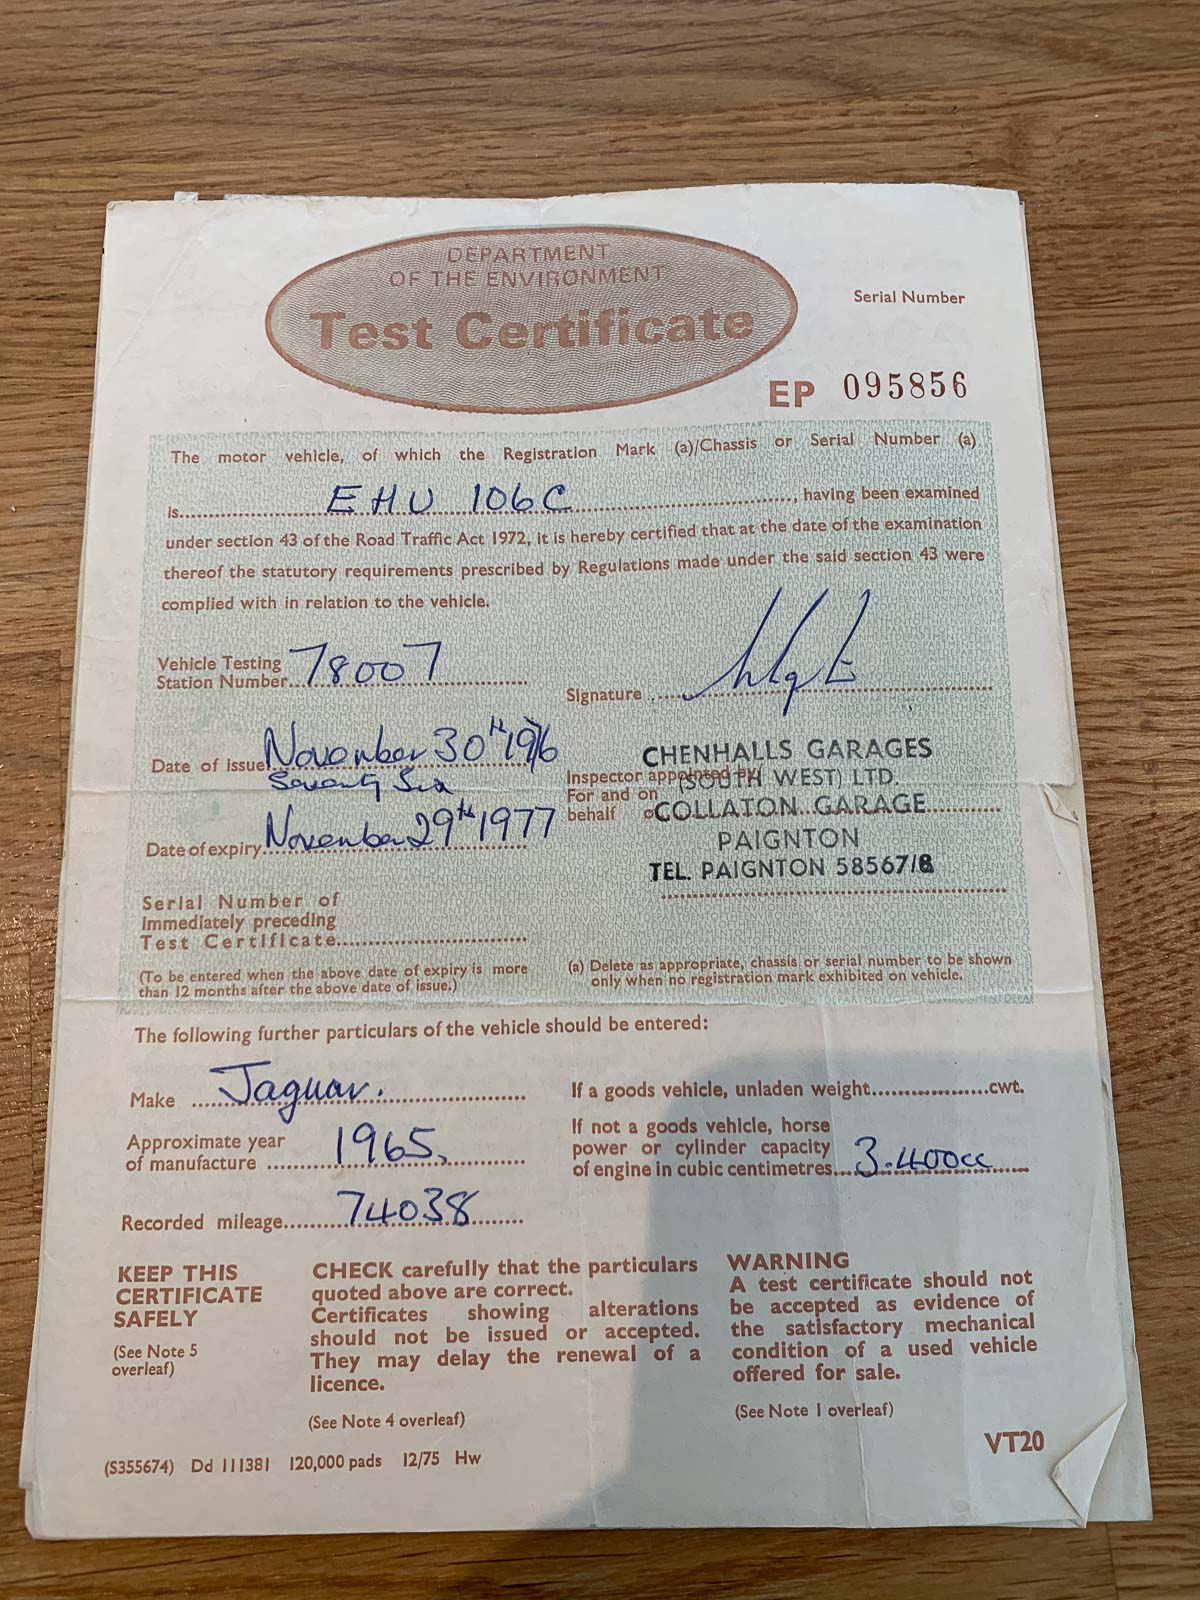 DEPARTMENT
OF THE ENVIRONMENT
Test Certificate
Serial Number
EP 095856
The motor vehicle, of which the Registration Mark (a)/Chassis or Serial Number (a)
is EHU 106C, having been examined
under section 43 of the Road Traffic Act 1972, it is hereby certified that at the date of the examination
thereof the statutory requirements prescribed by Regulations made under the said section 43 were
complied with in relation to the vehicle.
Vehicle Testing
Station Number 78007
Signature
Date of issue November 30th 1976
Seventy Six
Date of expiry November 29th 1977
Inspector appointed by
For and on
behalf of
CHENHALLS GARAGES
(SOUTH WEST) LTD.
COLLATON GARAGE
PAIGNTON
TEL. PAIGNTON 58567/8
Serial Number of
Immediately preceding
Test Certificate
(To be entered when the above date of expiry is more
than 12 months after the above date of issue.)
(a) Delete as appropriate, chassis or serial number to be shown
only when no registration mark exhibited on vehicle.
The following further particulars of the vehicle should be entered:
Make Jaguar.
If a goods vehicle, unladen weight cwt.
Approximate year
of manufacture 1965
If not a goods vehicle, horse
power or cylinder capacity
of engine in cubic centimetres 3.400cc
Recorded mileage 74038
KEEP THIS
CERTIFICATE
SAFELY
(See Note 5
overleaf)
CHECK carefully that the particulars
quoted above are correct.
Certificates showing alterations
should not be issued or accepted.
They may delay the renewal of a
licence.
(See Note 4 overleaf)
WARNING
A test certificate should not
be accepted as evidence of
the satisfactory mechanical
condition of a used vehicle
offered for sale.
(See Note 1 overleaf)
VT20
(S355674) Dd 111381 120,000 pads 12/75 Hw